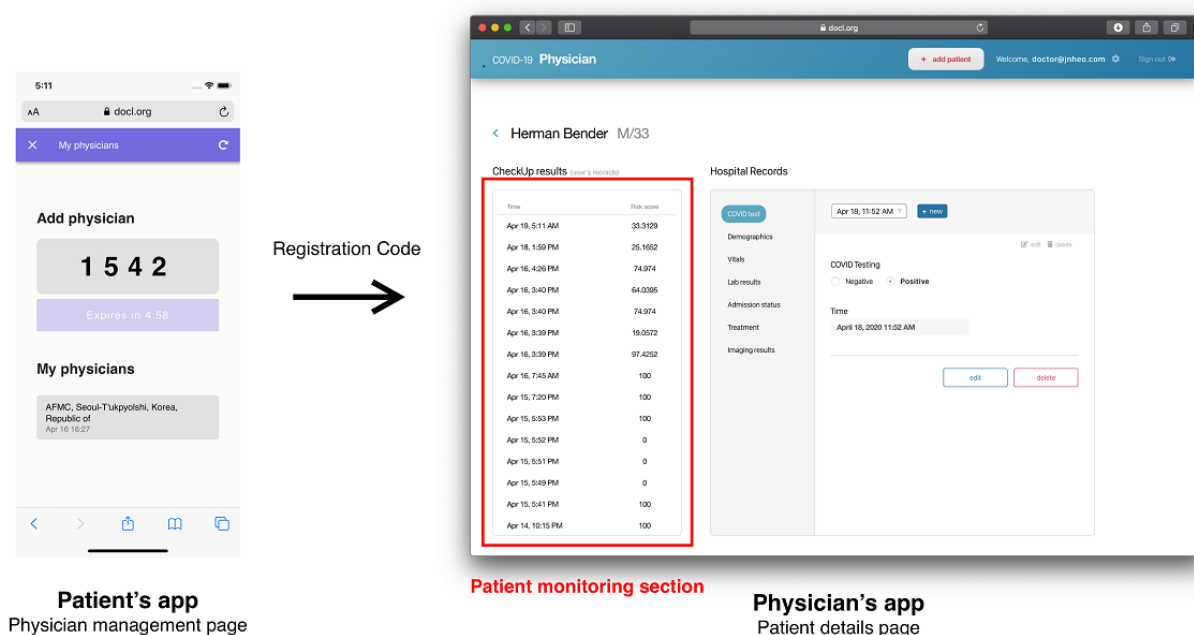 5:11
AA docl.org
My physicians
Add physician
1 5 4 2
Expires in 4:58
My physicians
AFMC, Seoul-T'ukpyolshi, Korea,
Republic of
Apr 16 16:27
Patient's app
Physician management page
Registration Code
docl.org
COVID-19 Physician
+ add patient
Welcome, doctor@jnheo.com
Sign out
Herman Bender M/33
CheckUp results (user's records)
Time Risk score
Apr 19, 5:11 AM 33.3129
Apr 18, 1:59 PM 25.1652
Apr 16, 4:26 PM 74.974
Apr 16, 3:40 PM 64.0395
Apr 16, 3:40 PM 74.974
Apr 16, 3:39 PM 19.0572
Apr 16, 3:39 PM 97.4252
Apr 16, 7:45 AM 100
Apr 15, 7:20 PM 100
Apr 15, 5:53 PM 100
Apr 15, 5:52 PM 0
Apr 15, 5:51 PM 0
Apr 15, 5:49 PM 0
Apr 15, 5:41 PM 100
Apr 14, 10:15 PM 100
Patient monitoring section
Hospital Records
COVID test
Demographics
Vitals
Lab results
Admission status
Treatment
Imaging results
Apr 18, 11:52 AM
+ new
edit delete
COVID Testing
Negative Positive
Time
April 18, 2020 11:52 AM
edit delete
Physician's app
Patient details page